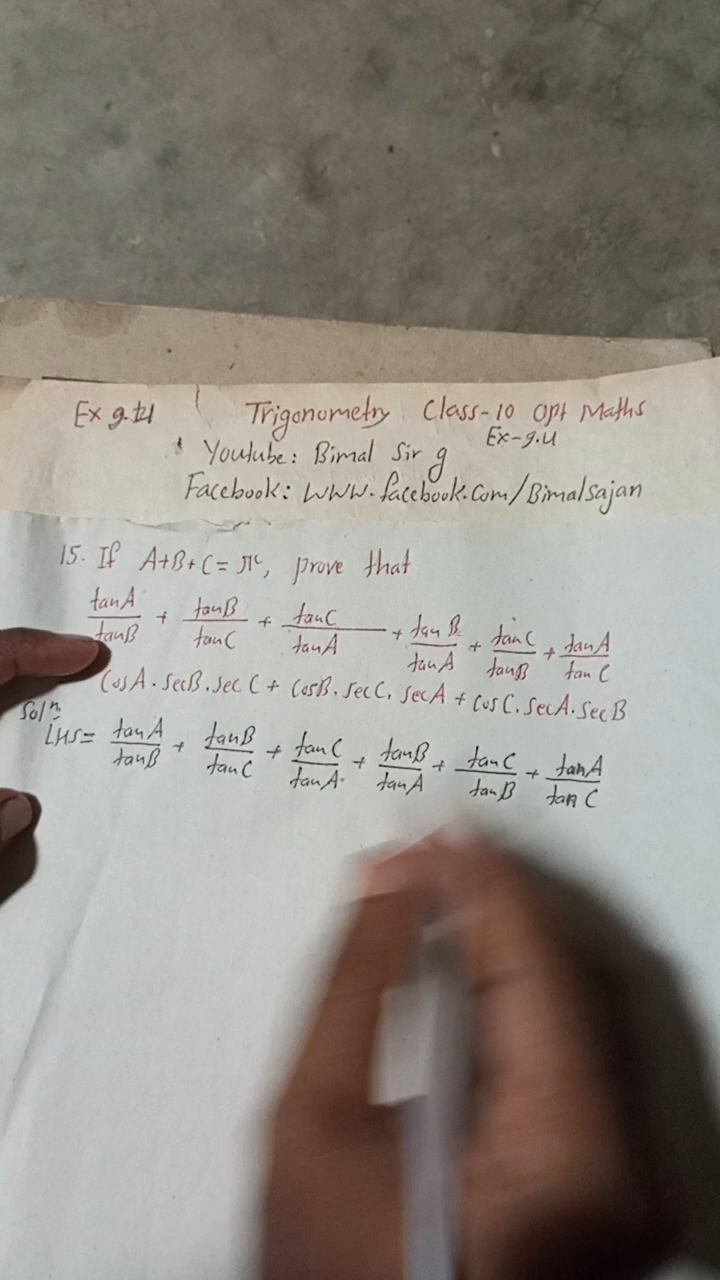 Ex 9.4 Trigonometry Class-10 Opt Maths
Ex-9.4
Youtube: Bimal Sir g
Facebook: WWW.facebook.Com/Bimalsajan
15. If A+B+C= π^c, prove that
tanA/tanB + tanB/tanC + tanC/tanA + tanB/tanA + tanC/tanB + tanA/tanC
CosA . SecB . Sec C + CosB . SecC . SecA + Cos C . SecA . SecB
Solⁿ
LHS= tanA/tanB + tanB/tanC + tanC/tanA + tanB/tanA + tanC/tanB + tanA/tanC